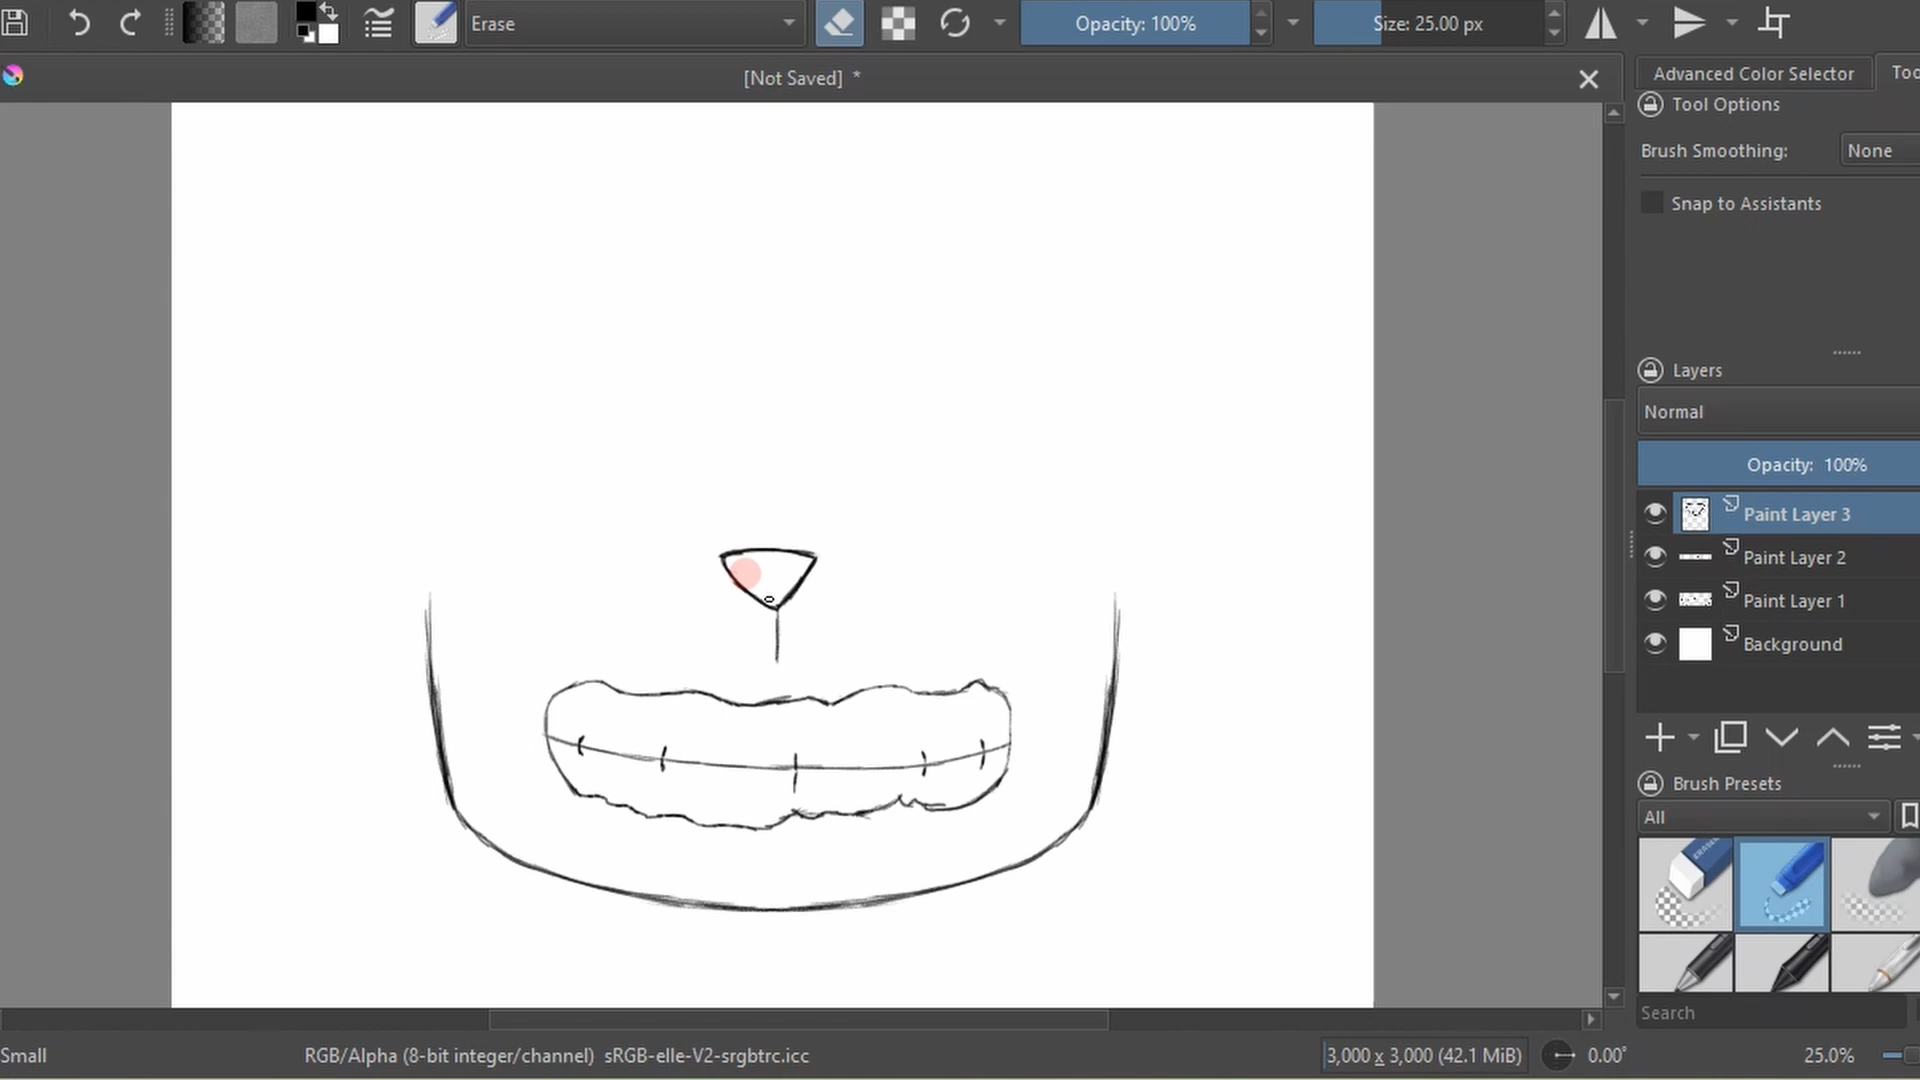 Erase
Opacity: 100%
Size: 25.00 px
[Not Saved] *
Advanced Color Selector
Tool Options
Brush Smoothing:
None
Snap to Assistants
Layers
Normal
Opacity: 100%
Paint Layer 3
Paint Layer 2
Paint Layer 1
Background
Brush Presets
All
Search
Small
RGB/Alpha (8-bit integer/channel) sRGB-elle-V2-srgbtrc.icc
3,000 x 3,000 (42.1 MiB)
0.00°
25.0%